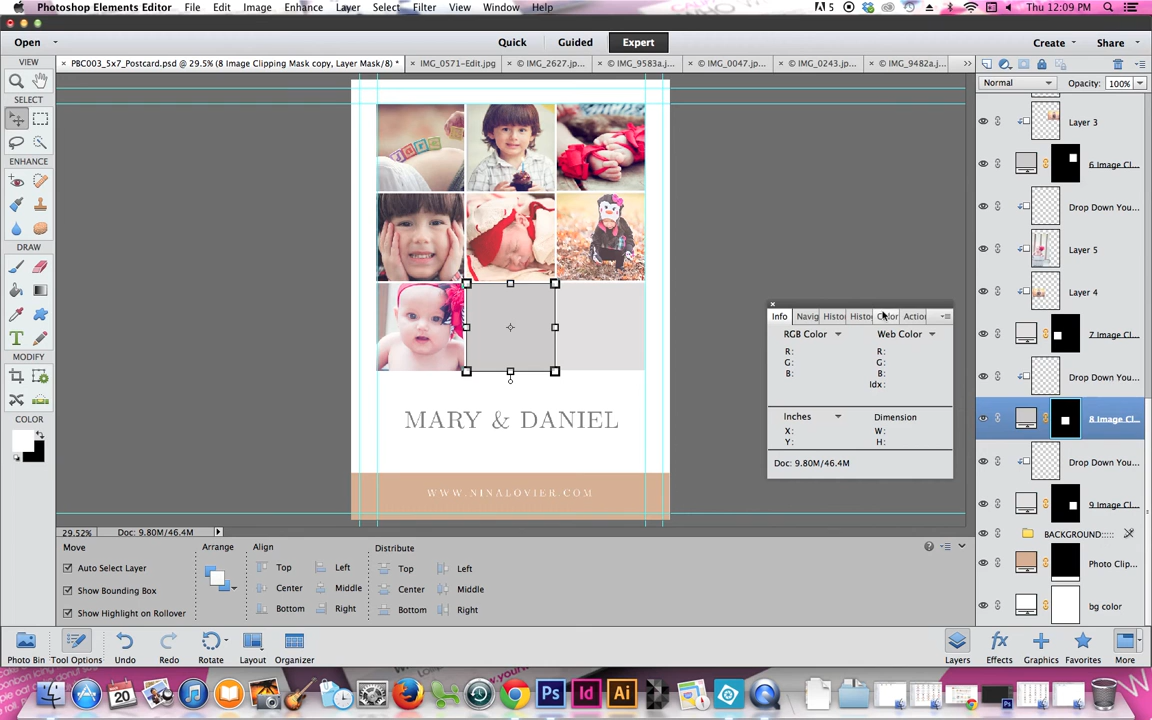 Photoshop Elements Editor File Edit Image Enhance Layer Select Filter View Window Help
5
Thu 12:09 PM
Open
Quick Guided Expert
Create Share
VIEW
× PBC003_5x7_Postcard.psd @ 29.5% (8 Image Clipping Mask copy, Layer Mask/8) *
× IMG_0571-Edit.jpg
× © IMG_2627.jp...
× © IMG_9583a.j...
× © IMG_0047.jp...
× © IMG_0243.jp...
× © IMG_9482a.j...
SELECT
ENHANCE
DRAW
MODIFY
COLOR
Normal
Opacity: 100%
Layer 3
6 Image Cl...
Drop Down You...
Layer 5
Layer 4
7 Image Cl...
Drop Down You...
8 Image Cl...
Drop Down You...
9 Image Cl...
BACKGROUND:::::
Photo Clip...
bg color
Info Navig Histo Histo Color Action
RGB Color Web Color
R: R:
G: G:
B: B:
Idx:
Inches Dimension
X: W:
Y: H:
Doc: 9.80M/46.4M
MARY & DANIEL
WWW.NINALOVIER.COM
29.52% Doc: 9.80M/46.4M
Move
Auto Select Layer
Show Bounding Box
Show Highlight on Rollover
Arrange
Align
Top Left
Center Middle
Bottom Right
Distribute
Top Left
Center Middle
Bottom Right
Photo Bin Tool Options Undo Redo Rotate Layout Organizer
Layers Effects Graphics Favorites More
20
Ps Id Ai